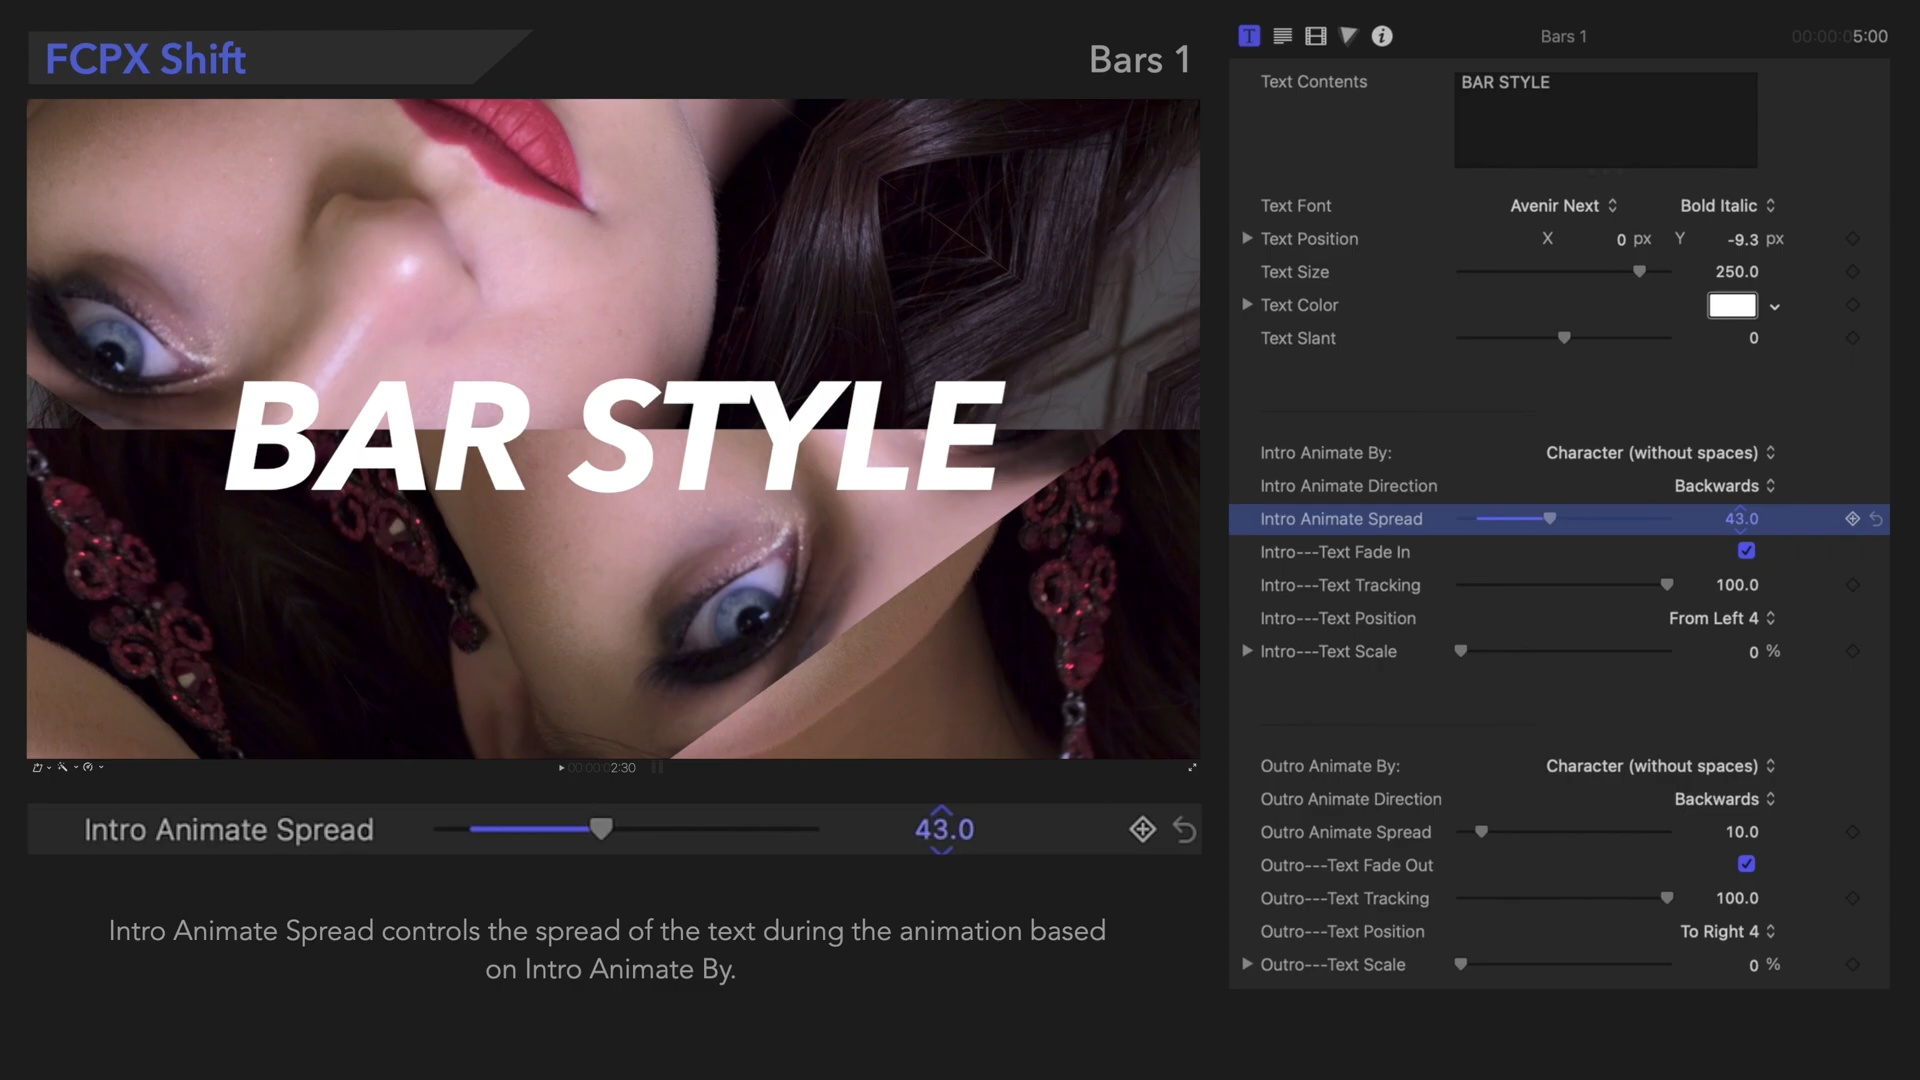 FCPX Shift
Bars 1
BAR STYLE
00:00:02:30
Intro Animate Spread 43.0
Intro Animate Spread controls the spread of the text during the animation based
on Intro Animate By.
T Bars 1 00:00:05:00
Text Contents BAR STYLE
Text Font Avenir Next Bold Italic
Text Position X 0 px Y -9.3 px
Text Size 250.0
Text Color
Text Slant 0
Intro Animate By: Character (without spaces)
Intro Animate Direction Backwards
Intro Animate Spread 43.0
Intro---Text Fade In
Intro---Text Tracking 100.0
Intro---Text Position From Left 4
Intro---Text Scale 0 %
Outro Animate By: Character (without spaces)
Outro Animate Direction Backwards
Outro Animate Spread 10.0
Outro---Text Fade Out
Outro---Text Tracking 100.0
Outro---Text Position To Right 4
Outro---Text Scale 0 %